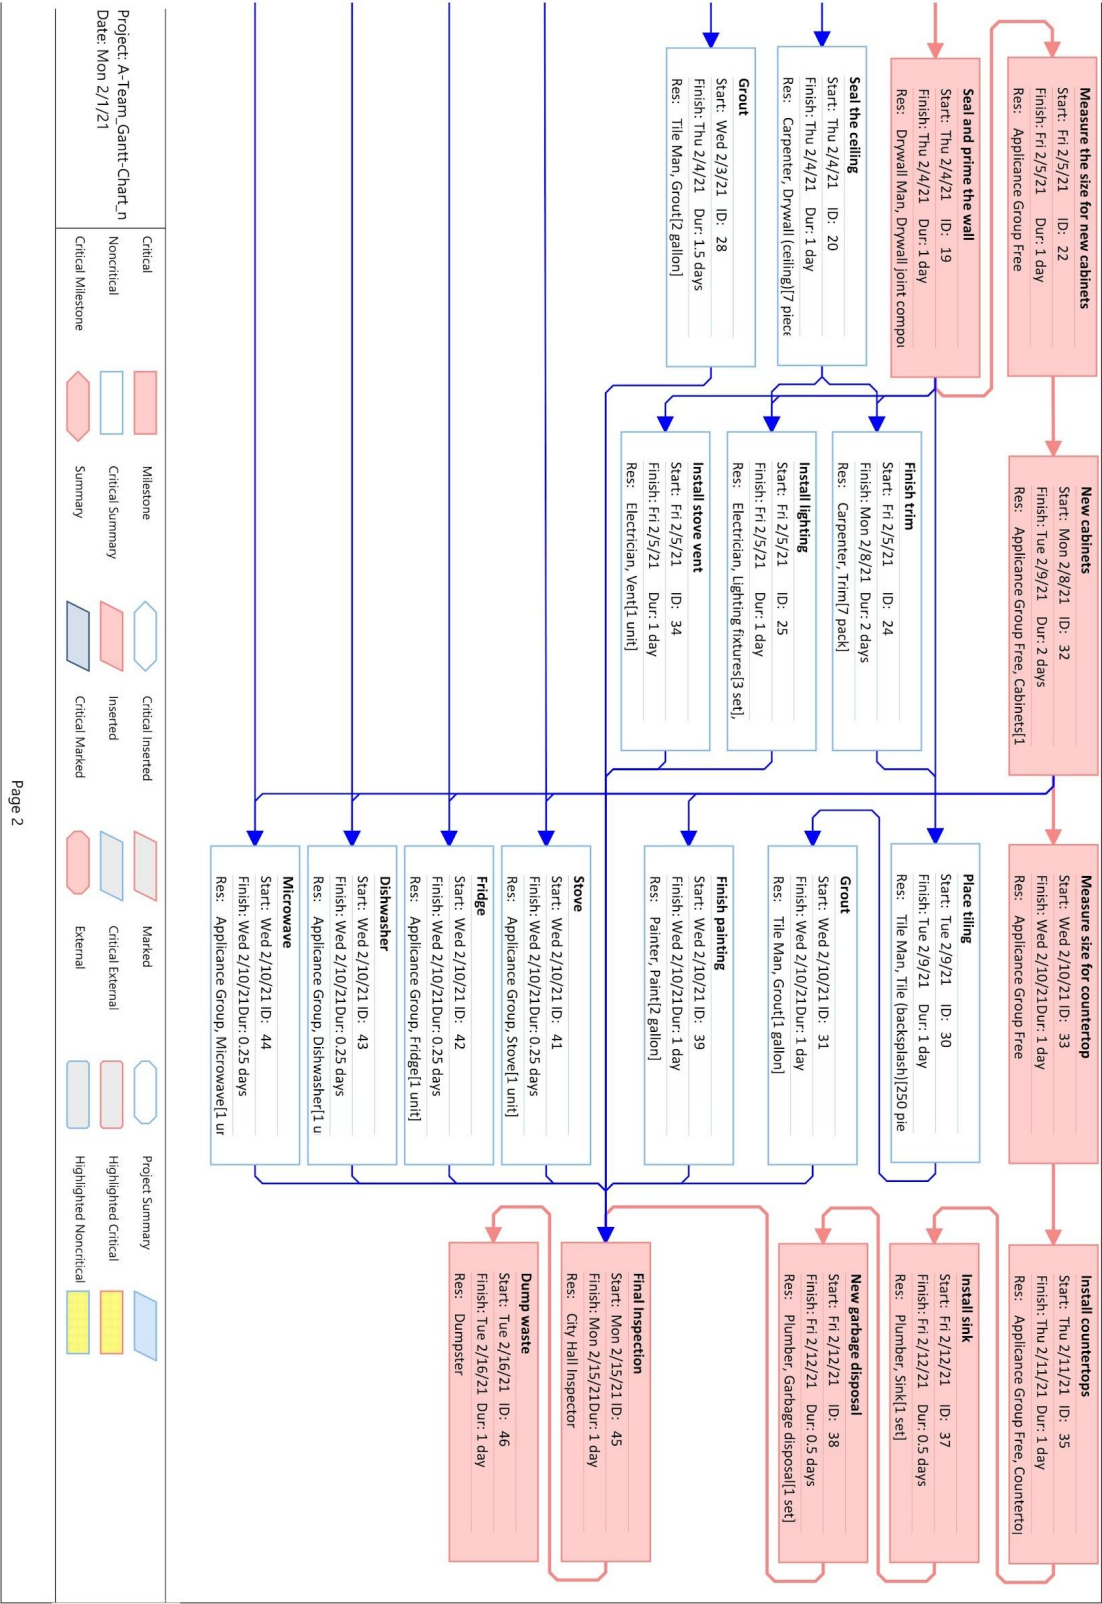 Measure the size for new cabinets
Start: Fri 2/5/21 ID: 22
Finish: Fri 2/5/21 Dur: 1 day
Res: Applicance Group Free
New cabinets
Start: Mon 2/8/21 ID: 32
Finish: Tue 2/9/21 Dur: 2 days
Res: Applicance Group Free, Cabinets[1
Measure size for countertop
Start: Wed 2/10/21 ID: 33
Finish: Wed 2/10/21 Dur: 1 day
Res: Applicance Group Free
Install countertops
Start: Thu 2/11/21 ID: 35
Finish: Thu 2/11/21 Dur: 1 day
Res: Applicance Group Free, Counterto
Seal and prime the wall
Start: Thu 2/4/21 ID: 19
Finish: Thu 2/4/21 Dur: 1 day
Res: Drywall Man, Drywall joint compou
Finish trim
Start: Fri 2/5/21 ID: 24
Finish: Mon 2/8/21 Dur: 2 days
Res: Carpenter, Trim[7 pack]
Place tiling
Start: Tue 2/9/21 ID: 30
Finish: Tue 2/9/21 Dur: 1 day
Res: Tile Man, Tile (backsplash)[250 pie
Install sink
Start: Fri 2/12/21 ID: 37
Finish: Fri 2/12/21 Dur: 0.5 days
Res: Plumber, Sink[1 set]
Seal the ceiling
Start: Thu 2/4/21 ID: 20
Finish: Thu 2/4/21 Dur: 1 day
Res: Carpenter, Drywall (ceiling)[7 piece
Install lighting
Start: Fri 2/5/21 ID: 25
Finish: Fri 2/5/21 Dur: 1 day
Res: Electrician, Lighting fixtures[3 set],
Grout
Start: Wed 2/10/21 ID: 31
Finish: Wed 2/10/21 Dur: 1 day
Res: Tile Man, Grout[1 gallon]
New garbage disposal
Start: Fri 2/12/21 ID: 38
Finish: Fri 2/12/21 Dur: 0.5 days
Res: Plumber, Garbage disposal[1 set]
Grout
Start: Wed 2/3/21 ID: 28
Finish: Thu 2/4/21 Dur: 1.5 days
Res: Tile Man, Grout[2 gallon]
Install stove vent
Start: Fri 2/5/21 ID: 34
Finish: Fri 2/5/21 Dur: 1 day
Res: Electrician, Vent[1 unit]
Finish painting
Start: Wed 2/10/21 ID: 39
Finish: Wed 2/10/21 Dur: 1 day
Res: Painter, Paint[2 gallon]
Final Inspection
Start: Mon 2/15/21 ID: 45
Finish: Mon 2/15/21 Dur: 1 day
Res: City Hall Inspector
Stove
Start: Wed 2/10/21 ID: 41
Finish: Wed 2/10/21 Dur: 0.25 days
Res: Applicance Group, Stove[1 unit]
Dump waste
Start: Tue 2/16/21 ID: 46
Finish: Tue 2/16/21 Dur: 1 day
Res: Dumpster
Fridge
Start: Wed 2/10/21 ID: 42
Finish: Wed 2/10/21 Dur: 0.25 days
Res: Applicance Group, Fridge[1 unit]
Dishwasher
Start: Wed 2/10/21 ID: 43
Finish: Wed 2/10/21 Dur: 0.25 days
Res: Applicance Group, Dishwasher[1 u
Microwave
Start: Wed 2/10/21 ID: 44
Finish: Wed 2/10/21 Dur: 0.25 days
Res: Applicance Group, Microwave[1 ur
Project: A-Team_Gantt-Chart_n
Date: Mon 2/1/21
Critical
Milestone
Critical Inserted
Marked
Project Summary
Noncritical
Critical Summary
Inserted
Critical External
Highlighted Critical
Critical Milestone
Summary
Critical Marked
External
Highlighted Noncritical
Page 2